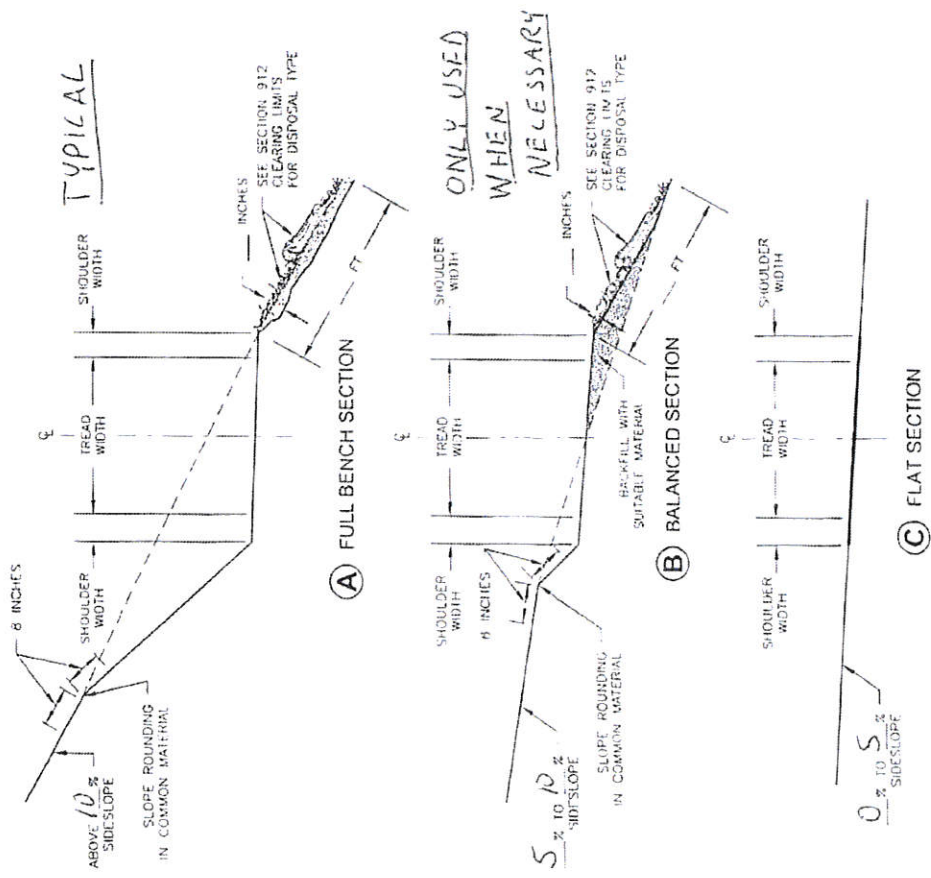 TYPICAL
8 INCHES
SHOULDER
WIDTH
℄
TREAD
WIDTH
SHOULDER
WIDTH
INCHES
SEE SECTION 912
CLEARING LIMITS
FOR DISPOSAL TYPE
FT
ABOVE 10 %
SIDESLOPE
SLOPE ROUNDING
IN COMMON MATERIAL
A FULL BENCH SECTION
ONLY USED
WHEN
NECESSARY
SHOULDER
WIDTH
8 INCHES
℄
TREAD
WIDTH
SHOULDER
WIDTH
INCHES
SEE SECTION 912
CLEARING LIMITS
FOR DISPOSAL TYPE
FT
BACKFILL WITH
SUITABLE MATERIAL
5 % TO 10 %
SIDESLOPE
SLOPE ROUNDING
IN COMMON MATERIAL
B BALANCED SECTION
SHOULDER
WIDTH
℄
TREAD
WIDTH
SHOULDER
WIDTH
0 % TO 5 %
SIDESLOPE
C FLAT SECTION